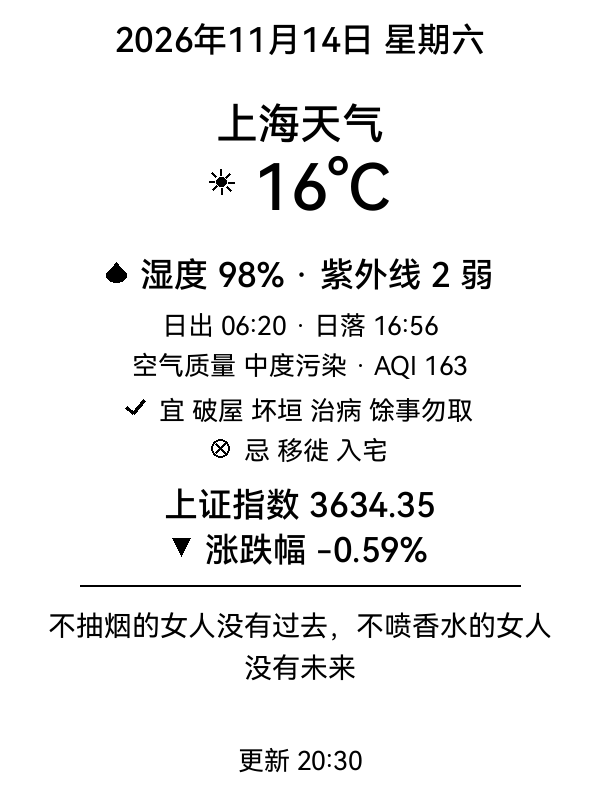 2026年11月14日 星期六
上海天气
16°C
湿度 98% · 紫外线 2 弱
日出 06:20 · 日落 16:56
空气质量 中度污染 · AQI 163
宜 破屋 坏垣 治病 馀事勿取
忌 移徙 入宅
上证指数 3634.35
涨跌幅 -0.59%
不抽烟的女人没有过去，不喷香水的女人
没有未来
更新 20:30